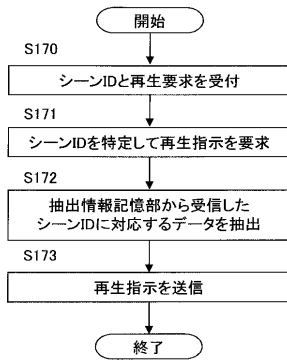 開始
S170
シーンIDと再生要求を受付
S171
シーンIDを特定して再生指示を要求
S172
抽出情報記憶部から受信した
シーンIDに対応するデータを抽出
S173
再生指示を送信
終了